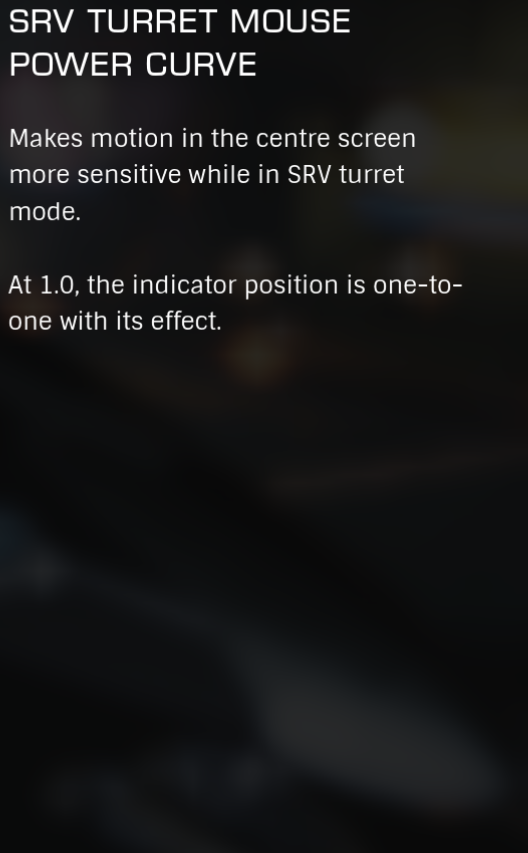 SRV TURRET MOUSE
POWER CURVE
Makes motion in the centre screen
more sensitive while in SRV turret
mode.
At 1.0, the indicator position is one-to-
one with its effect.